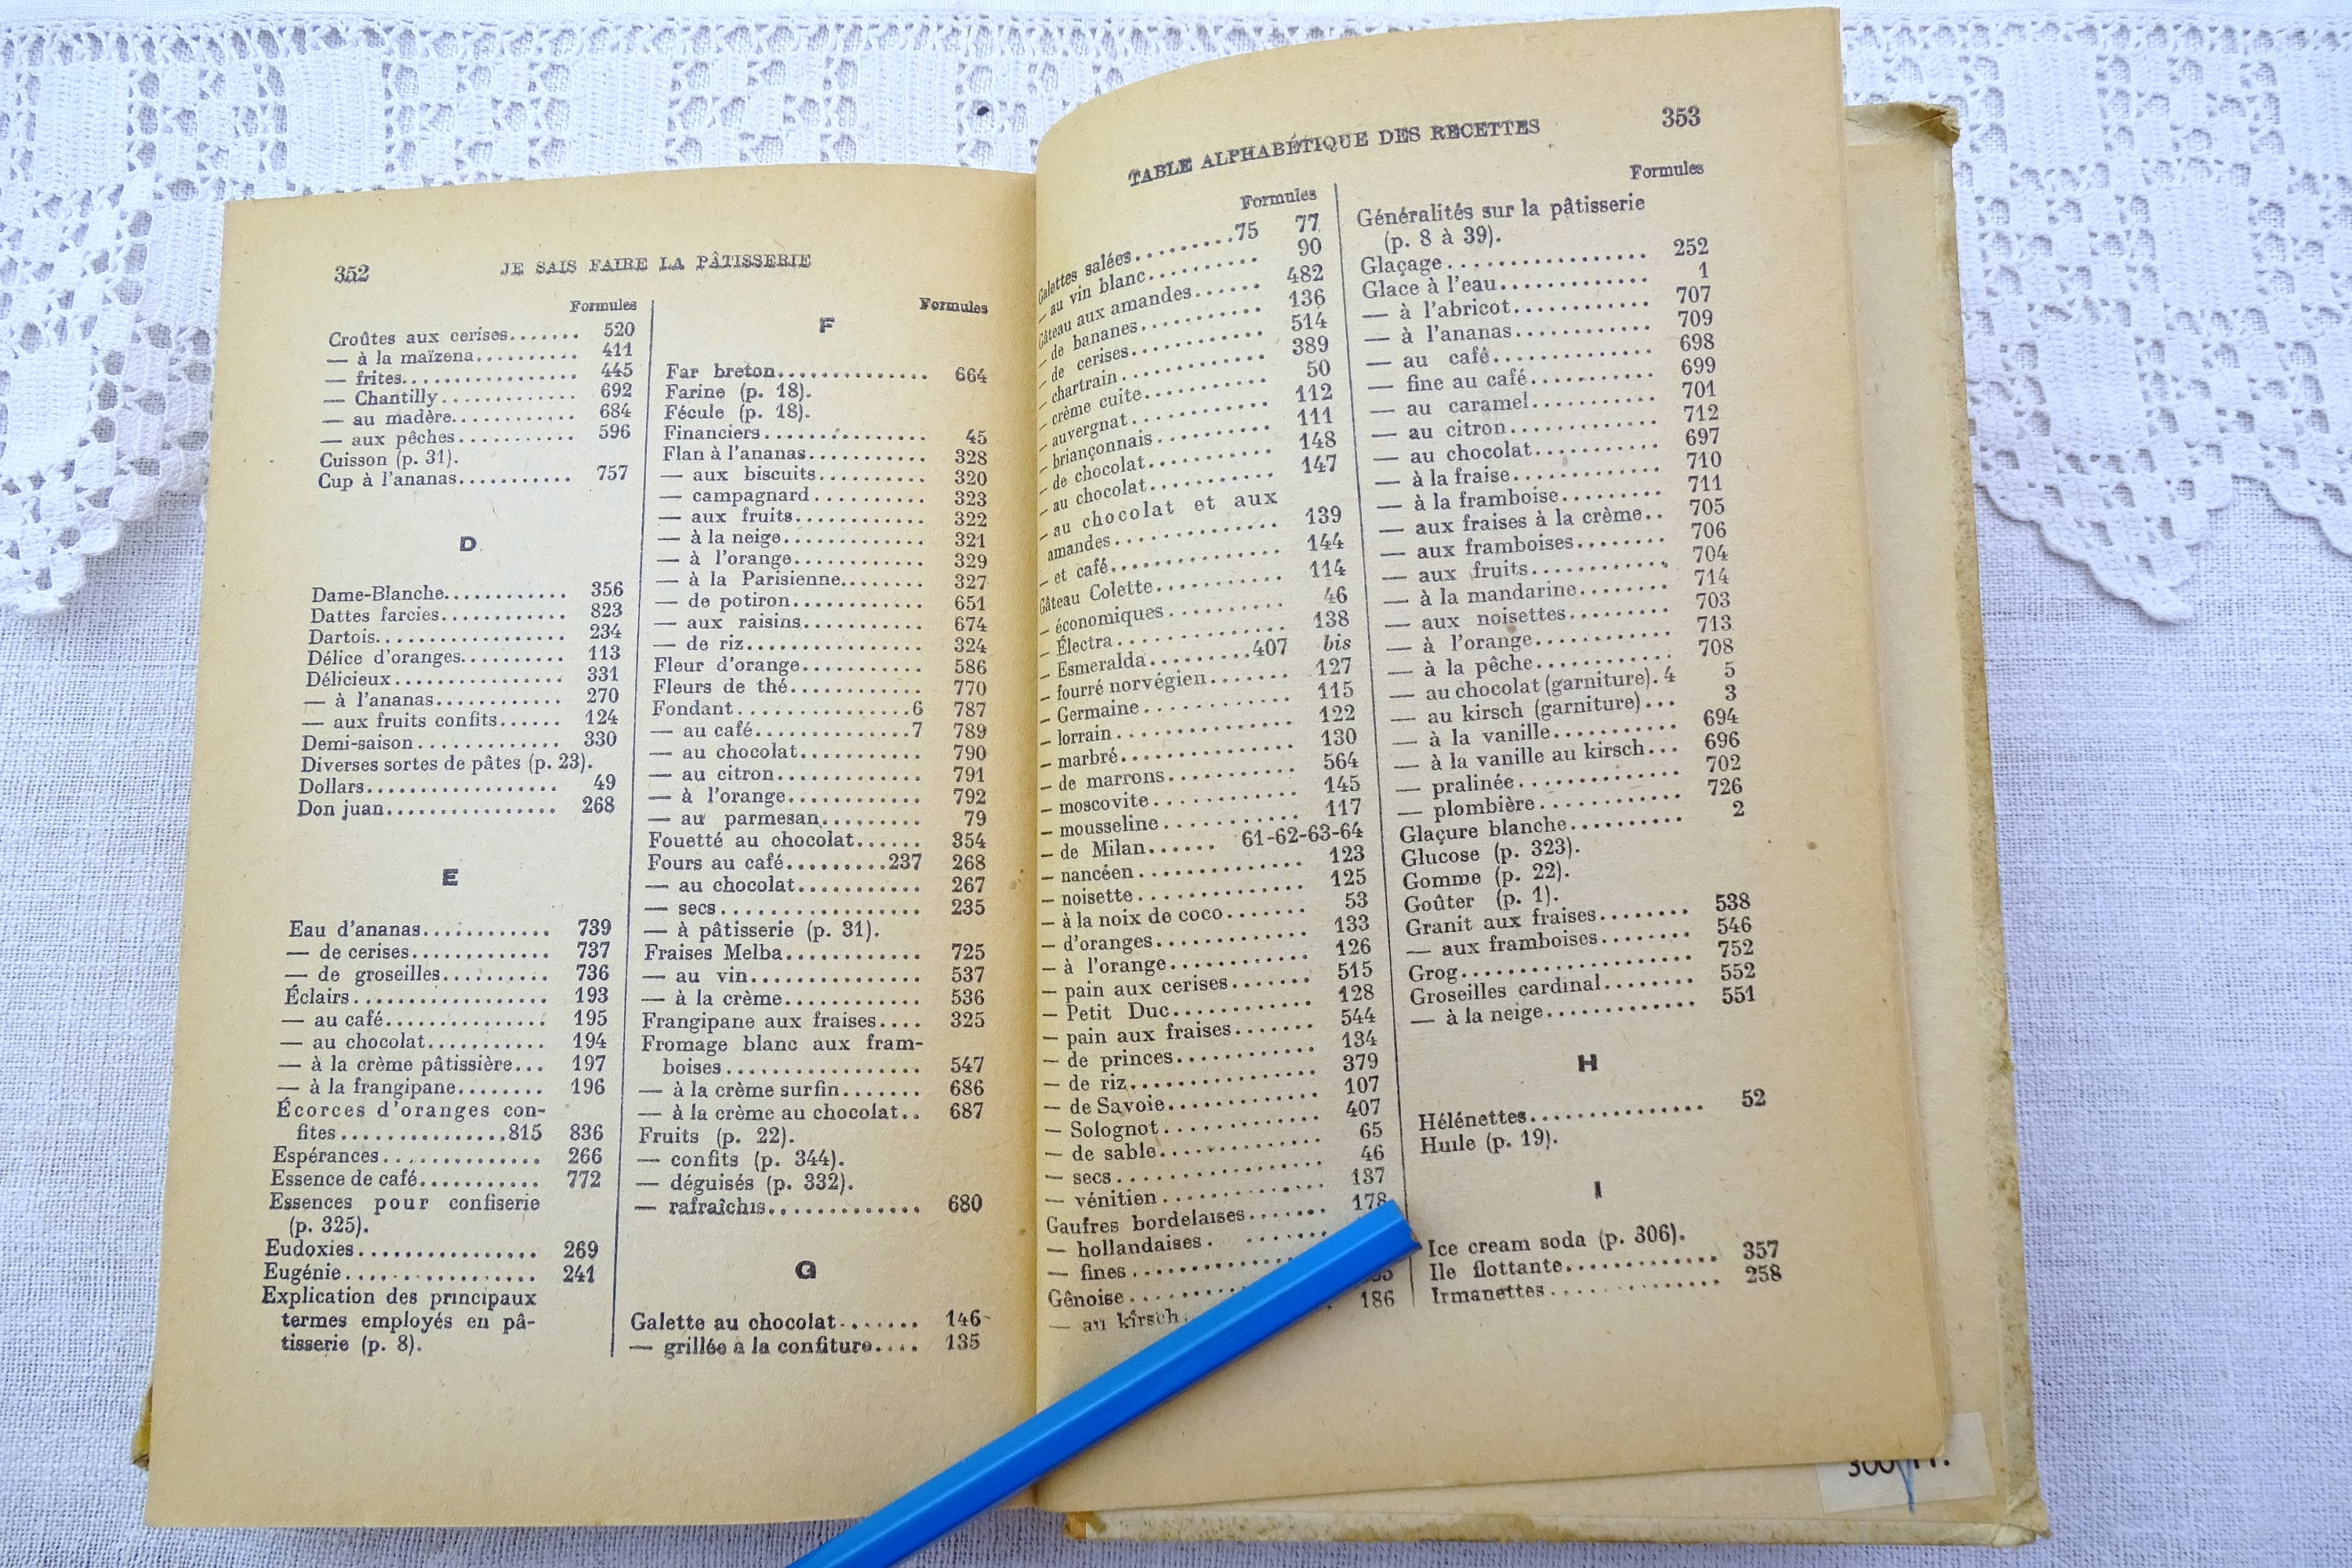 352
JE SAIS FAIRE LA PÂTISSERIE
Formules
Croûtes aux cerises....... 520
— à la maïzena.......... 411
— frites................. 445
— Chantilly............. 692
— au madère............ 684
— aux pêches........... 596
Cuisson (p. 31).
Cup à l'ananas........... 757
D
Dame-Blanche............ 356
Dattes farcies............ 823
Dartois.................. 234
Délice d'oranges.......... 113
Délicieux................ 331
— à l'ananas............ 270
— aux fruits confits...... 124
Demi-saison............. 330
Diverses sortes de pâtes (p. 23).
Dollars.................. 49
Don juan................ 268
E
Eau d'ananas............ 739
— de cerises............. 737
— de groseilles.......... 736
Éclairs.................. 193
— au café............... 195
— au chocolat........... 194
— à la crème pâtissière... 197
— à la frangipane........ 196
Écorces d'oranges con-
fites................815 836
Espérances.............. 266
Essence de café........... 772
Essences pour confiserie
(p. 325).
Eudoxies................ 269
Eugénie................. 241
Explication des principaux
termes employés en pâ-
tisserie (p. 8).
Formules
F
Far breton............... 664
Farine (p. 18).
Fécule (p. 18).
Financiers................ 45
Flan à l'ananas........... 328
— aux biscuits........... 320
— campagnard........... 323
— aux fruits............. 322
— à la neige............. 321
— à l'orange............. 329
— à la Parisienne........ 327
— de potiron............ 651
— aux raisins............ 674
— de riz................. 324
Fleur d'orange............ 586
Fleurs de thé............. 770
Fondant.................6 787
— au café...............7 789
— au chocolat............ 790
— au citron.............. 791
— à l'orange............. 792
— au parmesan.......... 79
Fouetté au chocolat...... 354
Fours au café..........237 268
— au chocolat............ 267
— secs................... 235
— à pâtisserie (p. 31).
Fraises Melba............. 725
— au vin................ 537
— à la crème............. 536
Frangipane aux fraises.... 325
Fromage blanc aux fram-
boises................... 547
— à la crème surfin....... 686
— à la crème au chocolat.. 687
Fruits (p. 22).
— confits (p. 344).
— déguisés (p. 332).
— rafraîchis............. 680
G
Galette au chocolat....... 146
— grillée à la confiture.... 135
TABLE ALPHABÉTIQUE DES RECETTES
353
Formules
Galettes salées.........75 77
— au vin blanc.......... 90
Gâteau aux amandes...... 482
— de bananes........... 136
— de cerises............ 514
— chartrain............. 389
— crème cuite........... 50
— auvergnat............ 112
— briançonnais.......... 111
— de chocolat........... 148
— au chocolat........... 147
— au chocolat et aux
amandes.............. 139
— et café............... 144
Gâteau Colette........... 114
— économiques.......... 46
— Électra............... 138
— Esmeralda..........407 bis
— fourré norvégien....... 127
— Germaine............. 115
— lorrain............... 122
— marbré............... 130
— de marrons........... 564
— moscovite............ 145
— mousseline........... 117
— de Milan...... 61-62-63-64
— nancéen.............. 123
— noisette.............. 125
— à la noix de coco....... 53
— d'oranges............. 133
— à l'orange............ 126
— pain aux cerises....... 515
— Petit Duc............ 128
— pain aux fraises....... 544
— de princes............ 134
— de riz................ 379
— de Savoie............. 107
— Solognot............. 407
— de sable.............. 65
— secs.................. 46
— vénitien.............. 137
Gaufres bordelaises....... 178
— hollandaises.
— fines............
Gênoise...........
— au kirsch. 186
Formules
Généralités sur la pâtisserie
(p. 8 à 39).
Glaçage.................. 252
Glace à l'eau............. 1
— à l'abricot............ 707
— à l'ananas............ 709
— au café............... 698
— fine au café........... 699
— au caramel........... 701
— au citron............. 712
— au chocolat........... 697
— à la fraise............. 710
— à la framboise......... 711
— aux fraises à la crème.. 705
— aux framboises........ 706
— aux fruits............. 704
— à la mandarine........ 714
— aux noisettes.......... 703
— à l'orange............. 713
— à la pêche............ 708
— au chocolat (garniture). 4 5
— au kirsch (garniture)... 3
— à la vanille............ 694
— à la vanille au kirsch... 696
— pralinée.............. 702
— plombière............ 726
Glaçure blanche.......... 2
Glucose (p. 323).
Gomme (p. 22).
Goûter (p. 1).
Granit aux fraises........ 538
— aux framboises........ 546
Grog.................... 752
Groseilles cardinal........ 552
— à la neige............. 551
H
Hélénettes............... 52
Huile (p. 19).
I
Ice cream soda (p. 306).
Ile flottante............. 357
Irmanettes.............. 258